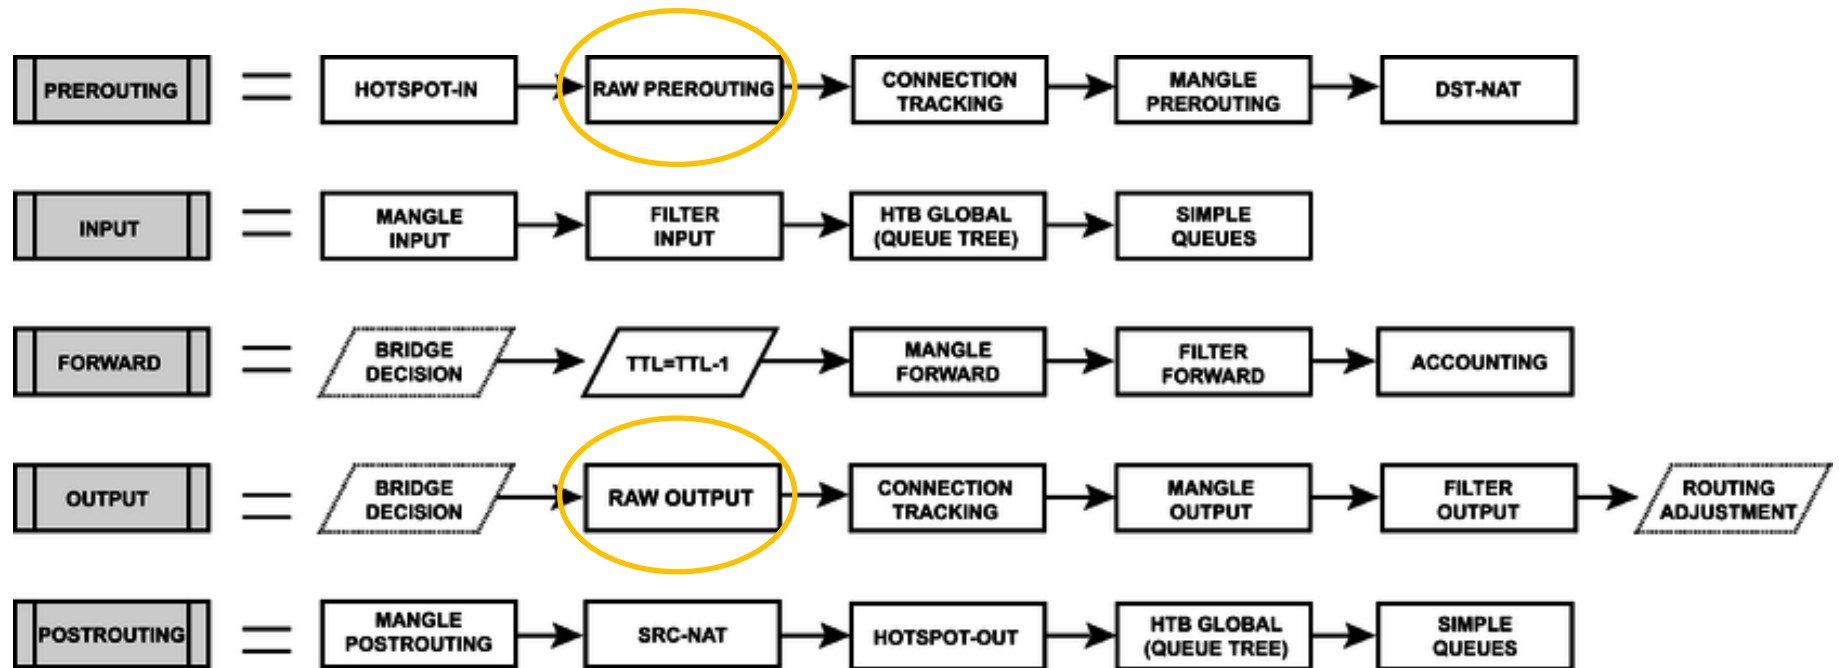 PREROUTING
HOTSPOT-IN
RAW PREROUTING
CONNECTION
TRACKING
MANGLE
PREROUTING
DST-NAT
INPUT
MANGLE
INPUT
FILTER
INPUT
HTB GLOBAL
(QUEUE TREE)
SIMPLE
QUEUES
FORWARD
BRIDGE
DECISION
TTL=TTL-1
MANGLE
FORWARD
FILTER
FORWARD
ACCOUNTING
OUTPUT
BRIDGE
DECISION
RAW OUTPUT
CONNECTION
TRACKING
MANGLE
OUTPUT
FILTER
OUTPUT
ROUTING
ADJUSTMENT
POSTROUTING
MANGLE
POSTROUTING
SRC-NAT
HOTSPOT-OUT
HTB GLOBAL
(QUEUE TREE)
SIMPLE
QUEUES